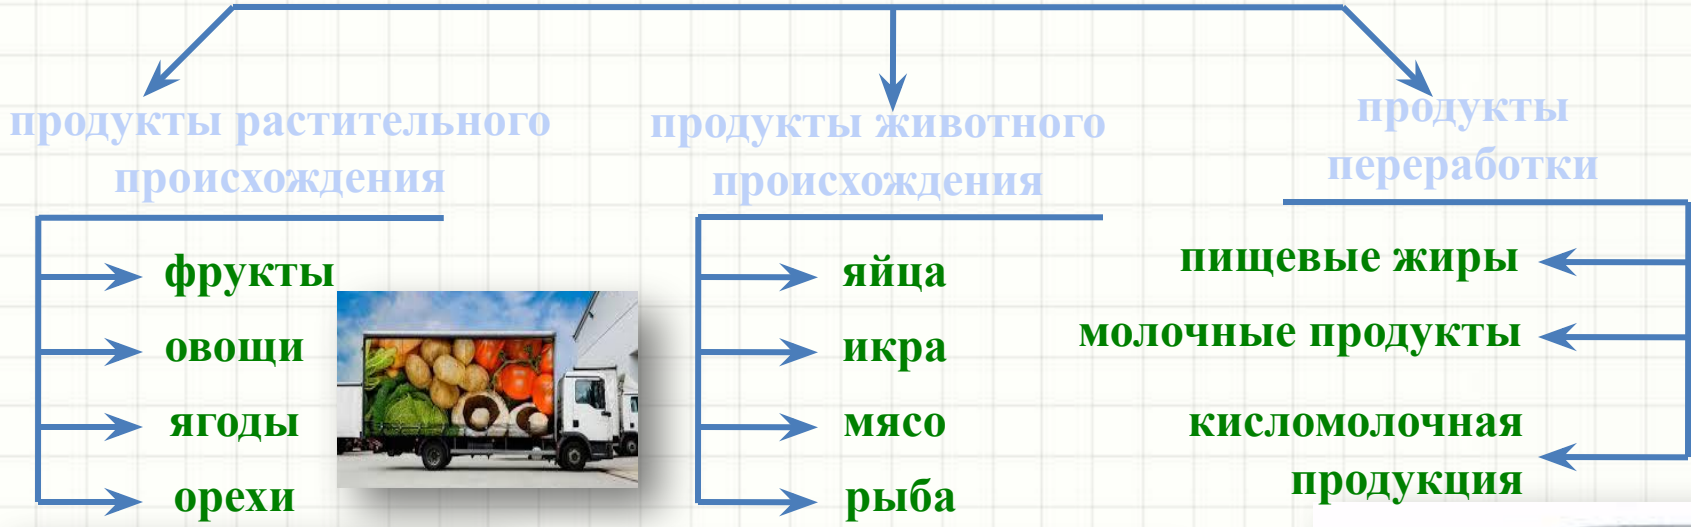 продукты растительного
происхождения
фрукты
овощи
ягоды
орехи
продукты животного
происхождения
яйца
икра
мясо
рыба
продукты
переработки
пищевые жиры
молочные продукты
кисломолочная
продукция